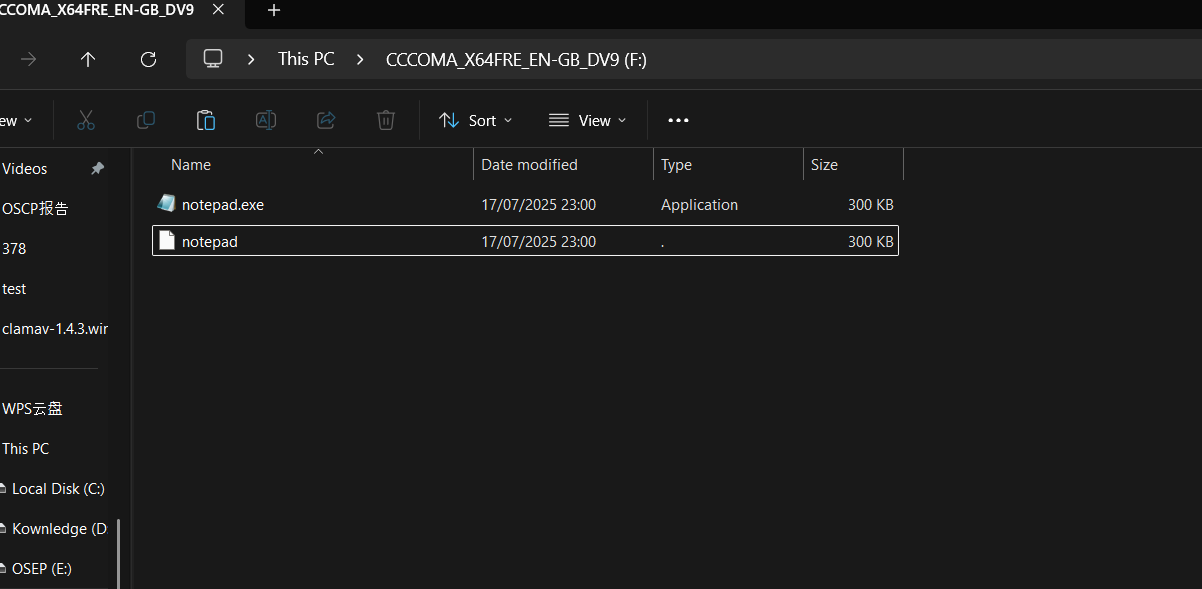 CCOMA_X64FRE_EN-GB_DV9
This PC
CCCOMA_X64FRE_EN-GB_DV9 (F:)
ew
Sort
View
Name
Date modified
Type
Size
notepad.exe
17/07/2025 23:00
Application
300 KB
notepad
17/07/2025 23:00
.
300 KB
Videos
OSCP报告
378
test
clamav-1.4.3.wir
WPS云盘
This PC
Local Disk (C:)
Kownledge (D:
OSEP (E:)